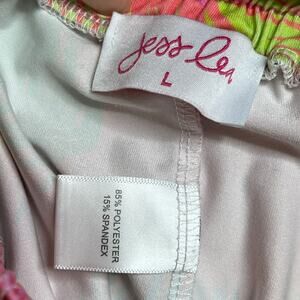 jess lea
L
85% POLYESTER
15% SPANDEX